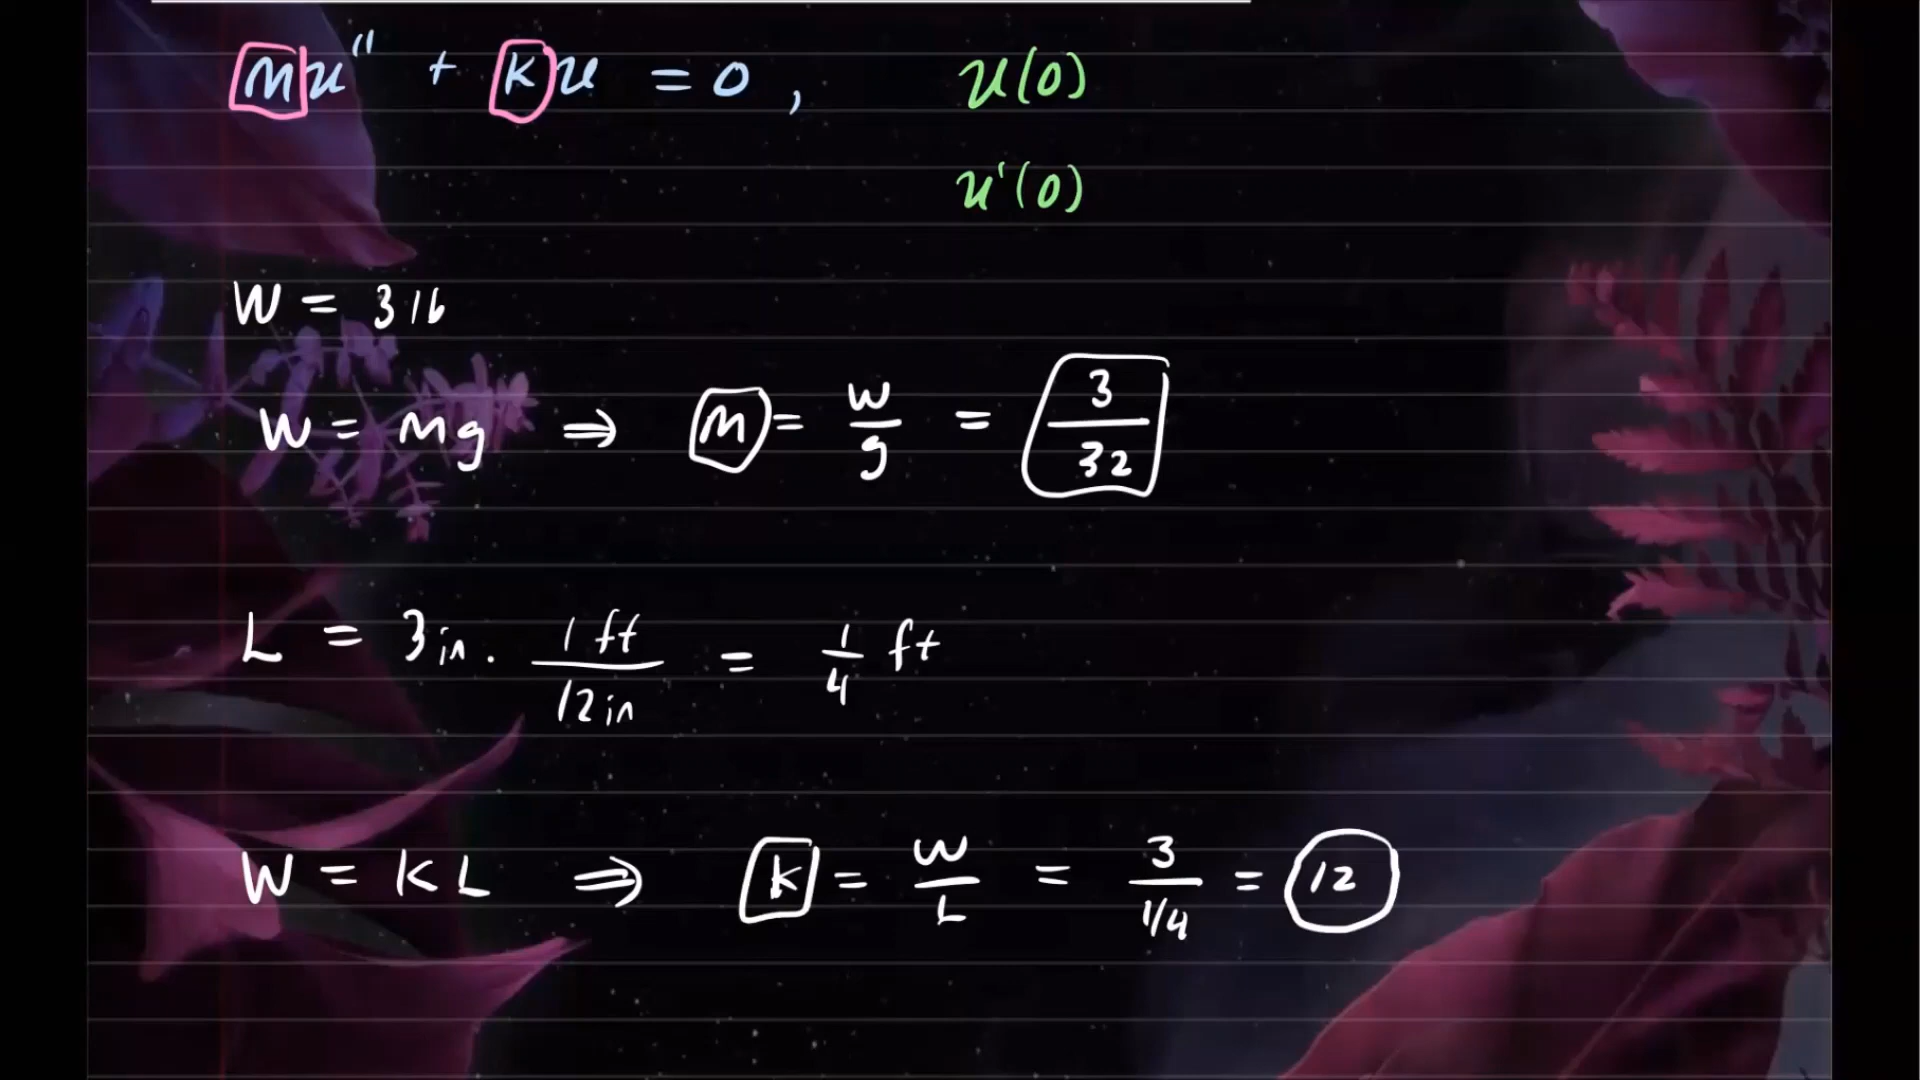 mu'' + ku = 0, u(0)
u'(0)
W = 3 lb
W = mg ⇒ m = W/g = 3/32
L = 3 in. 1 ft/12 in = 1/4 ft
W = KL ⇒ k = W/L = 3/1/4 = 12